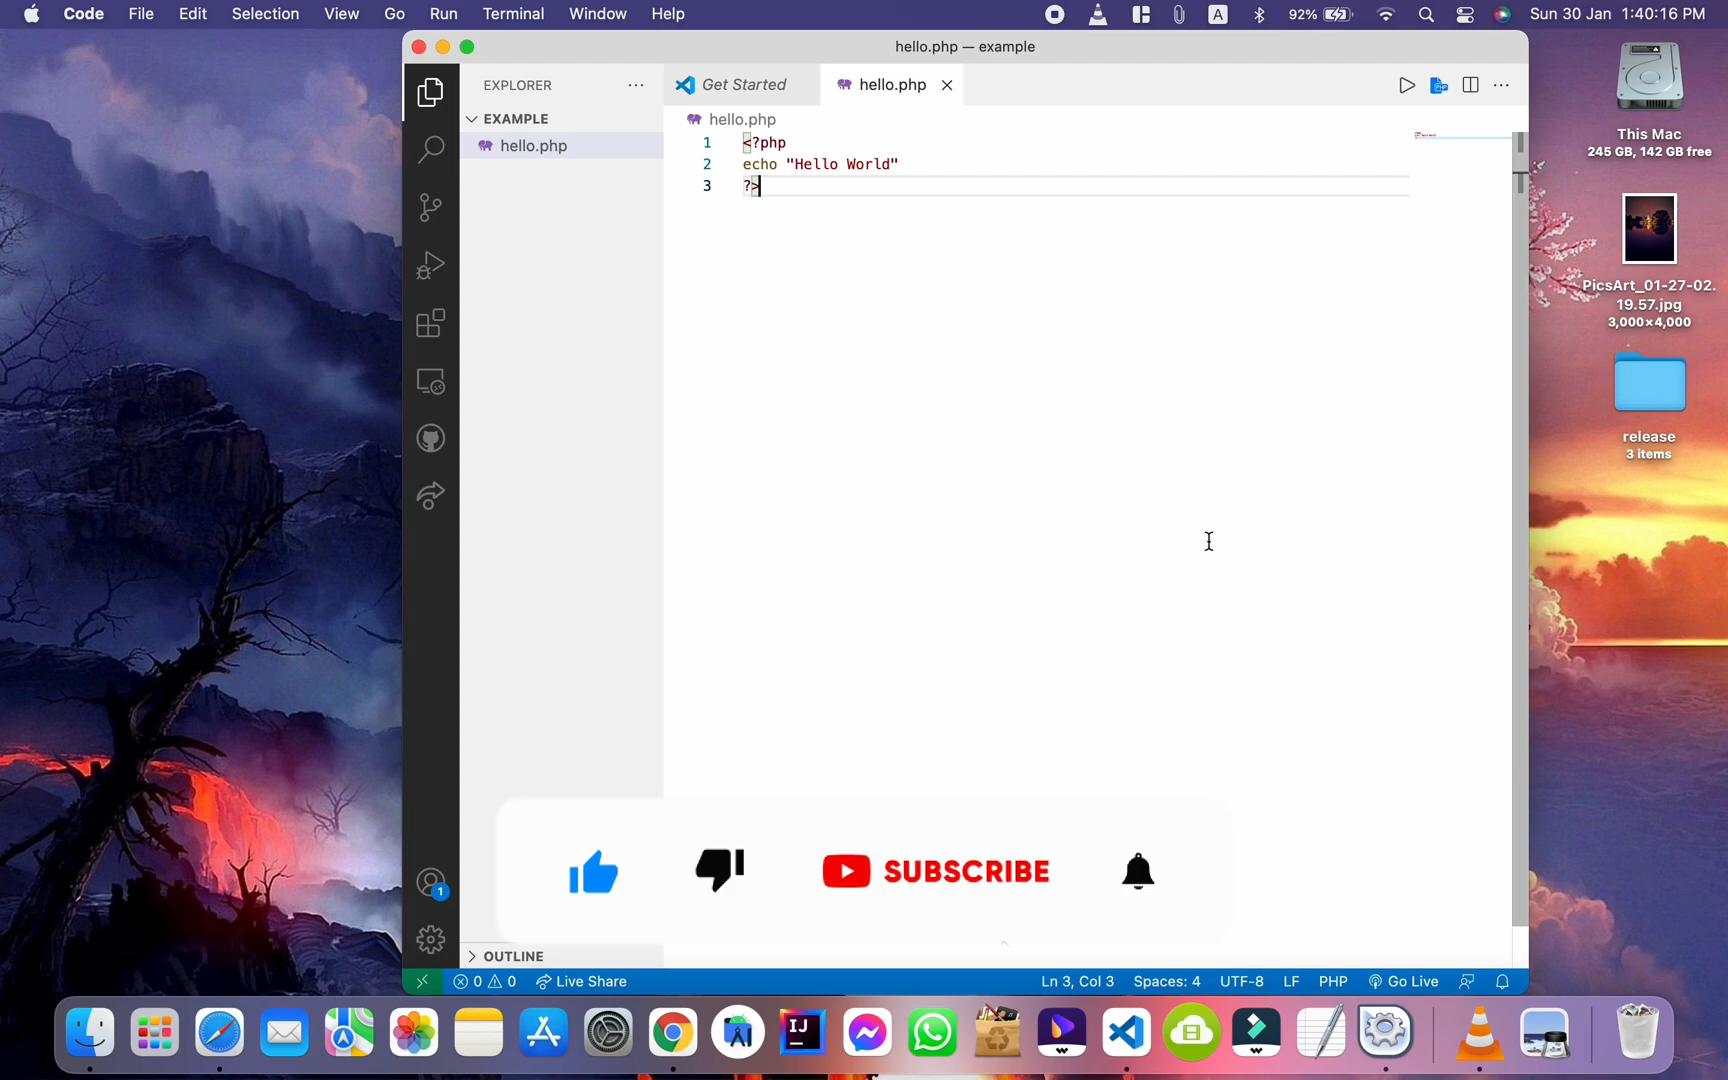 Code File Edit Selection View Go Run Terminal Window Help A 92% Sun 30 Jan 1:40:16 PM
hello.php — example
EXPLORER ··· Get Started hello.php
EXAMPLE hello.php
hello.php
1 <?php
2 echo "Hello World"
3 ?>
This Mac
245 GB, 142 GB free
PicsArt_01-27-02.
19.57.jpg
3,000×4,000
release
3 items
1
SUBSCRIBE
OUTLINE
0 0 Live Share Ln 3, Col 3 Spaces: 4 UTF-8 LF PHP Go Live
IJ